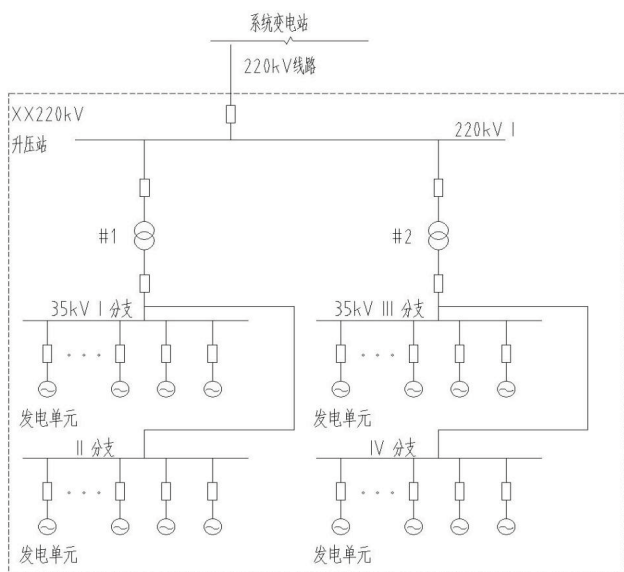 系统变电站
220kV线路
XX220kV
升压站
220kV I
#1
#2
35kV I 分支
35kV III 分支
发电单元
发电单元
II 分支
IV 分支
发电单元
发电单元